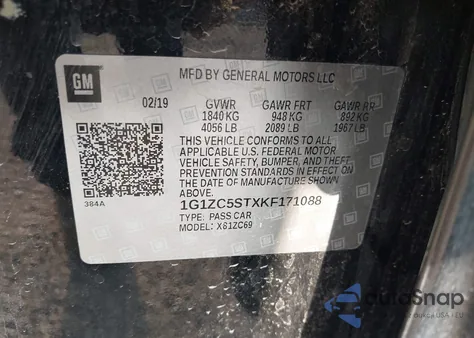 GM
MFD BY GENERAL MOTORS LLC
02/19 GVWR GAWR FRT GAWR RR
1840 KG 948 KG 892 KG
4056 LB 2089 LB 1967 LB
THIS VEHICLE CONFORMS TO ALL
APPLICABLE U.S. FEDERAL MOTOR
VEHICLE SAFETY, BUMPER, AND THEFT
PREVENTION STANDARDS IN EFFECT ON
THE DATE OF MANUFACTURE SHOWN
ABOVE.
384A
1G1ZC5STXKF171088
TYPE: PASS CAR
MODEL: X81ZC69
AutaSnap